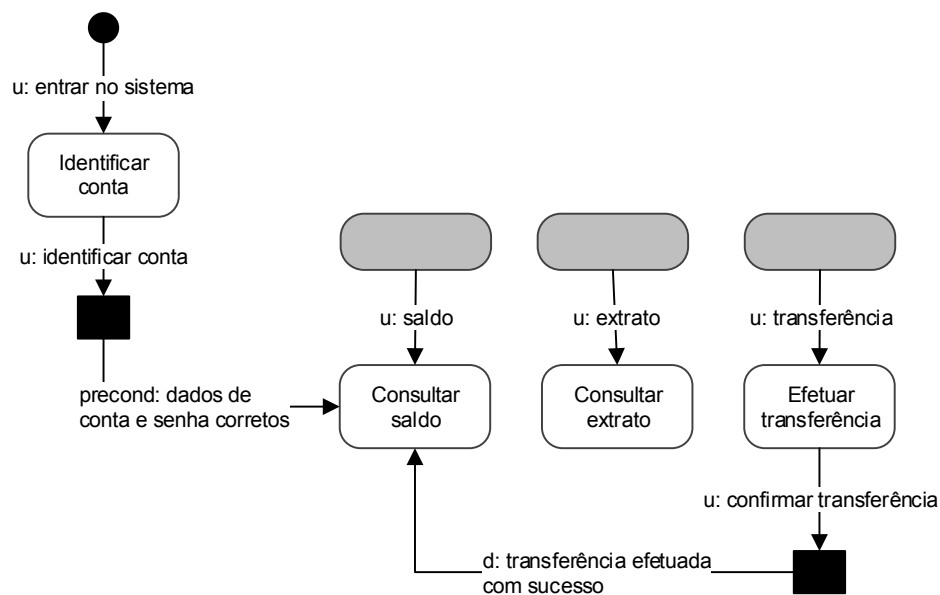 u: entrar no sistema
Identificar
conta
u: identificar conta
u: saldo
u: extrato
u: transferência
precond: dados de
conta e senha corretos
Consultar
saldo
Consultar
extrato
Efetuar
transferência
u: confirmar transferência
d: transferência efetuada
com sucesso